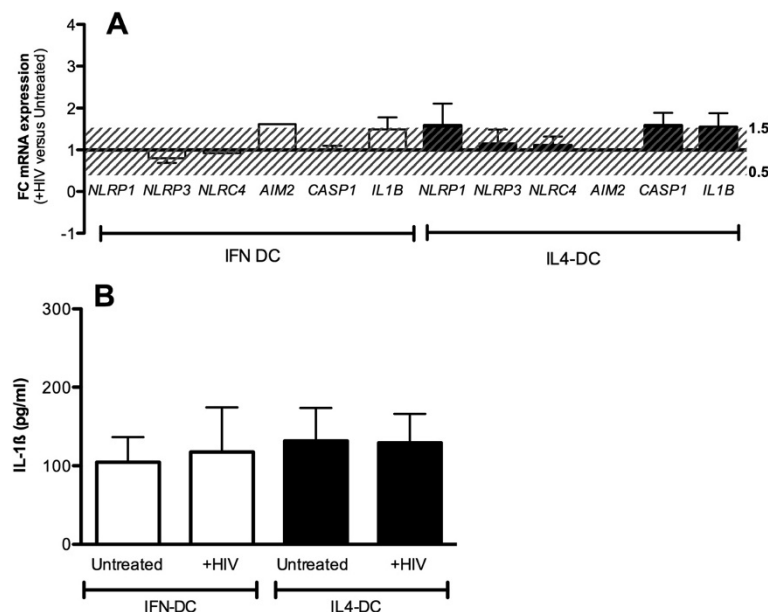 A
FC mRNA expression
(+HIV versus Untreated)
4
3
2
1
0
-1
1.5
0.5
NLRP1 NLRP3 NLRC4 AIM2 CASP1 IL1B NLRP1 NLRP3 NLRC4 AIM2 CASP1 IL1B
IFN DC IL4-DC
B
IL-1ß (pg/ml)
300
200
100
0
Untreated +HIV Untreated +HIV
IFN-DC IL4-DC